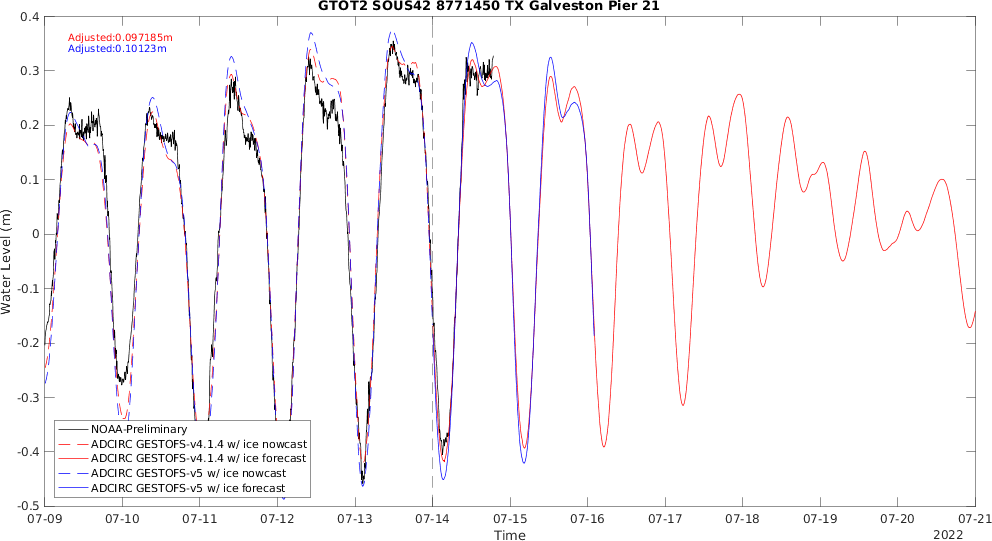 GTOT2 SOUS42 8771450 TX Galveston Pier 21
Adjusted:0.097185m
Adjusted:0.10123m
Water Level (m)
0.4
0.3
0.2
0.1
0
-0.1
-0.2
-0.3
-0.4
-0.5
NOAA-Preliminary
ADCIRC GESTOFS-v4.1.4 w/ ice nowcast
ADCIRC GESTOFS-v4.1.4 w/ ice forecast
ADCIRC GESTOFS-v5 w/ ice nowcast
ADCIRC GESTOFS-v5 w/ ice forecast
07-09 07-10 07-11 07-12 07-13 07-14 07-15 07-16 07-17 07-18 07-19 07-20 07-21
Time
2022